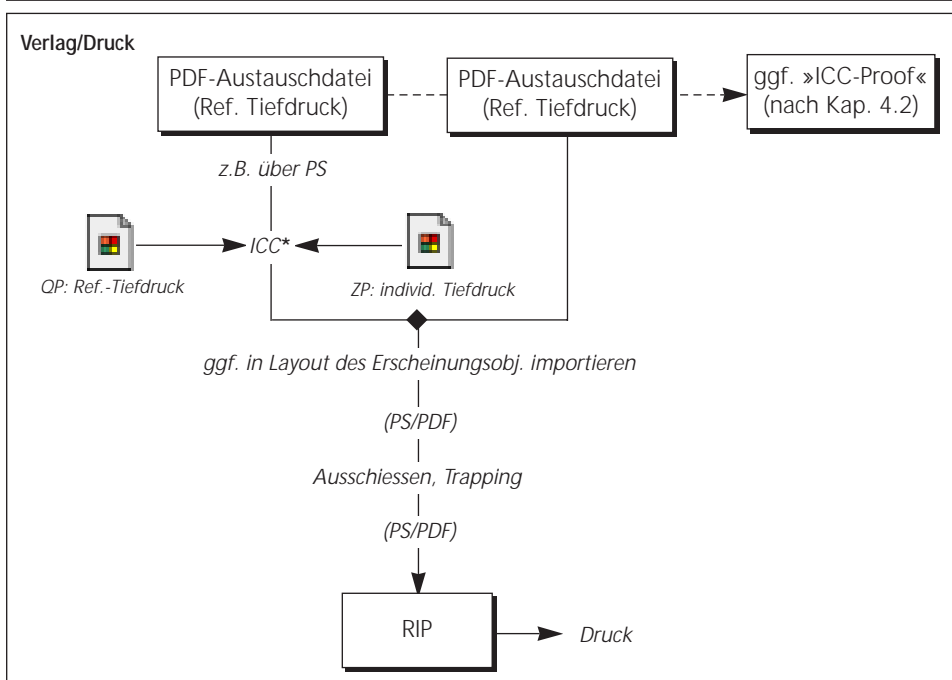 Verlag/Druck
PDF-Austauschdatei
(Ref. Tiefdruck)
PDF-Austauschdatei
(Ref. Tiefdruck)
ggf. »ICC-Proof«
(nach Kap. 4.2)
z.B. über PS
ICC*
QP: Ref.-Tiefdruck
ZP: individ. Tiefdruck
ggf. in Layout des Erscheinungsobj. importieren
(PS/PDF)
Ausschiessen, Trapping
(PS/PDF)
RIP
Druck